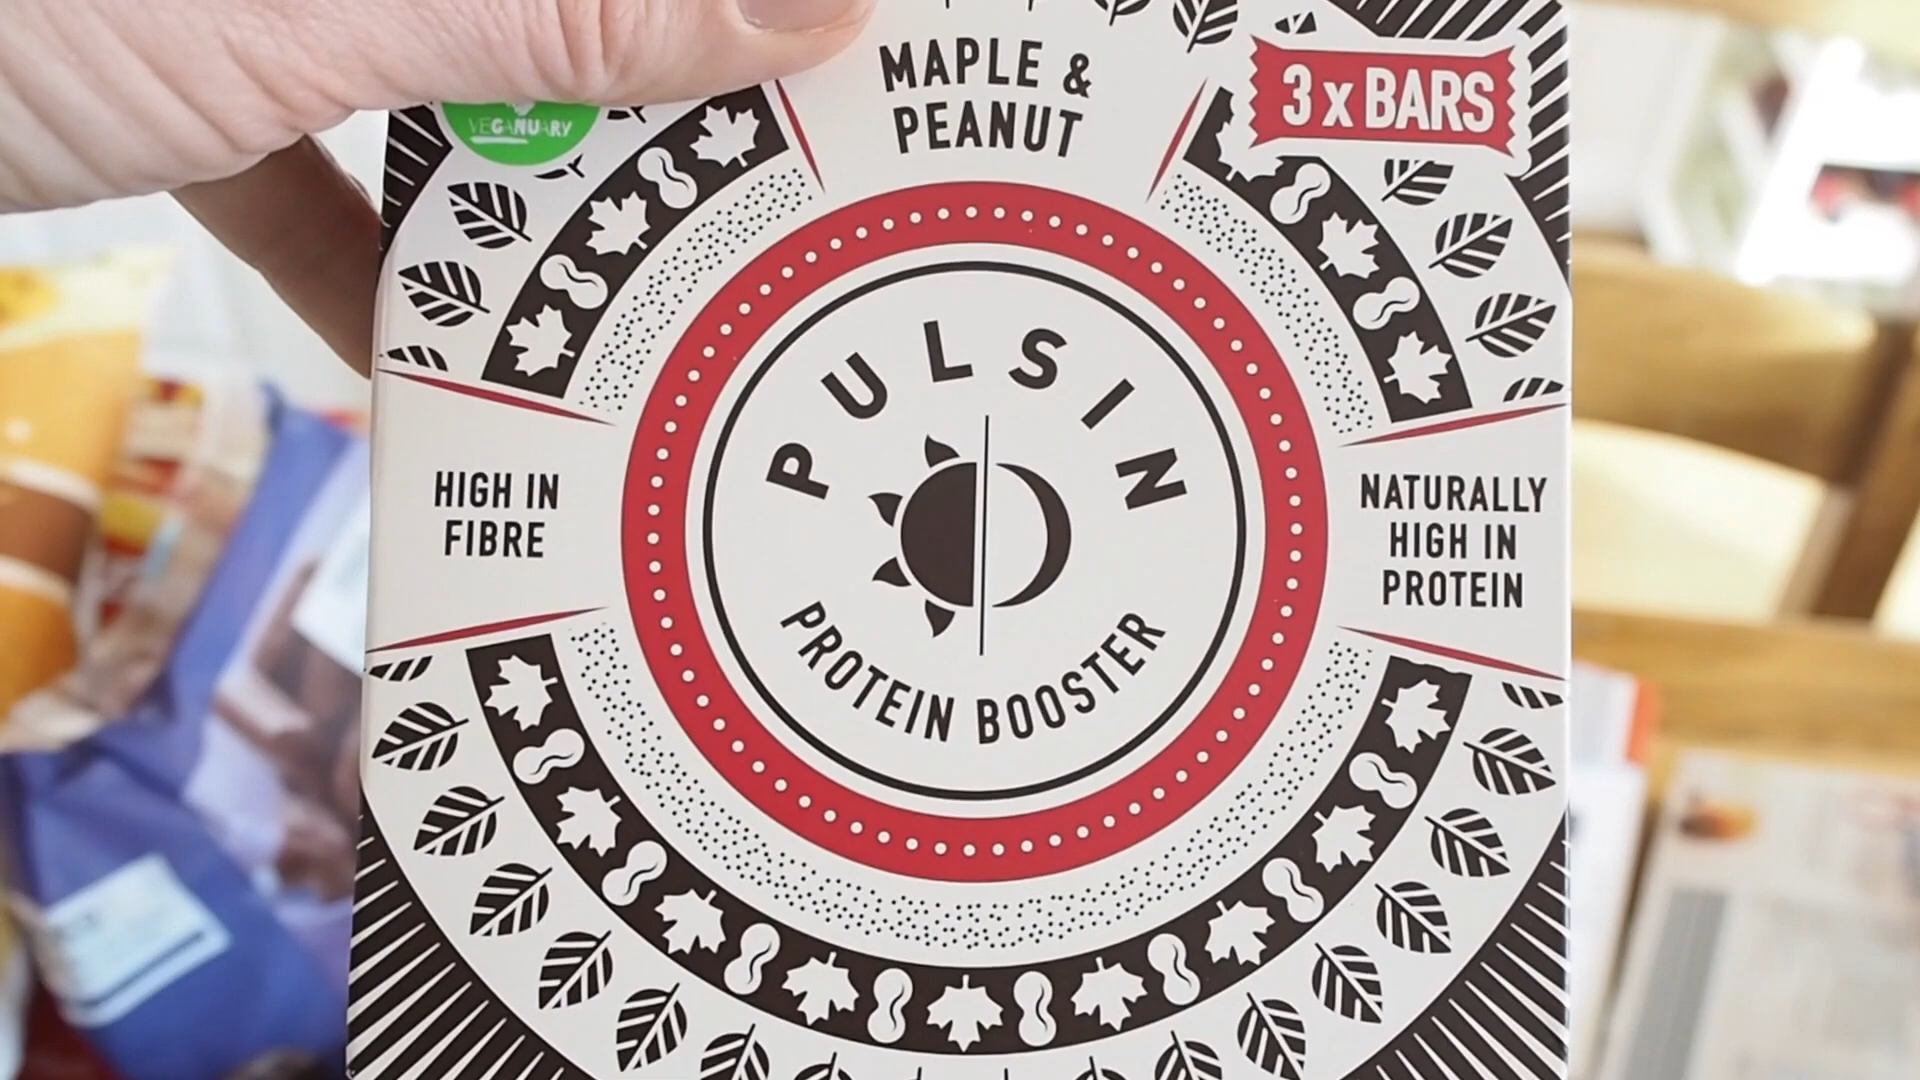 MAPLE &
PEANUT
3 x BARS
VEGANUARY
PULSIN
HIGH IN
FIBRE
NATURALLY
HIGH IN
PROTEIN
PROTEIN BOOSTER